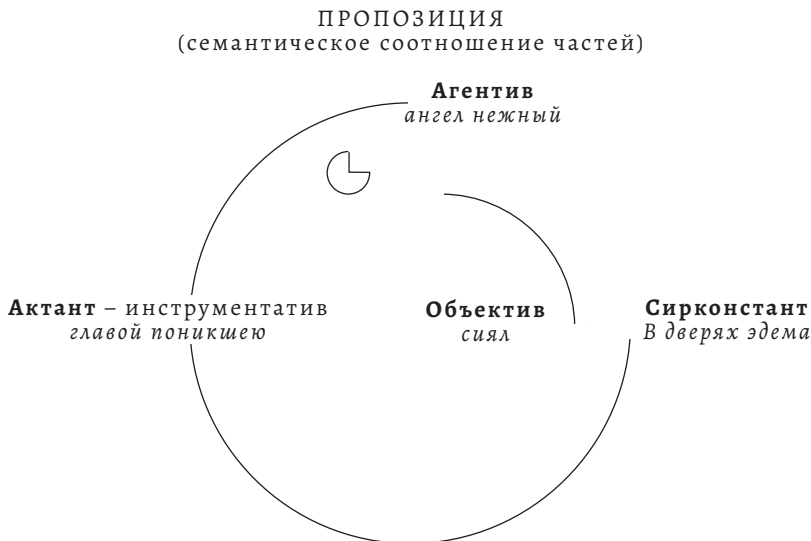 ПРОПОЗИЦИЯ
(семантическое соотношение частей)
Агентив
ангел нежный
Актант – инструментатив
главой поникшею
Объектив
сиял
Сирконстант
В дверях эдема